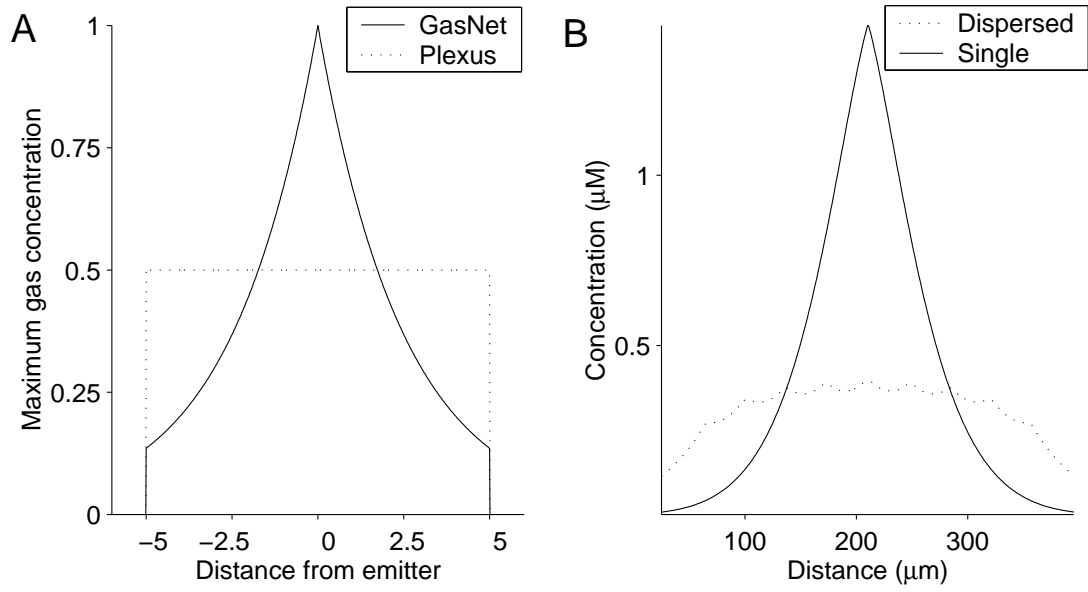 A
GasNet
Plexus
1
0.75
0.5
0.25
0
Maximum gas concentration
−5
−2.5
0
2.5
5
Distance from emitter
B
Dispersed
Single
1
0.5
Concentration (μM)
100
200
300
Distance (μm)